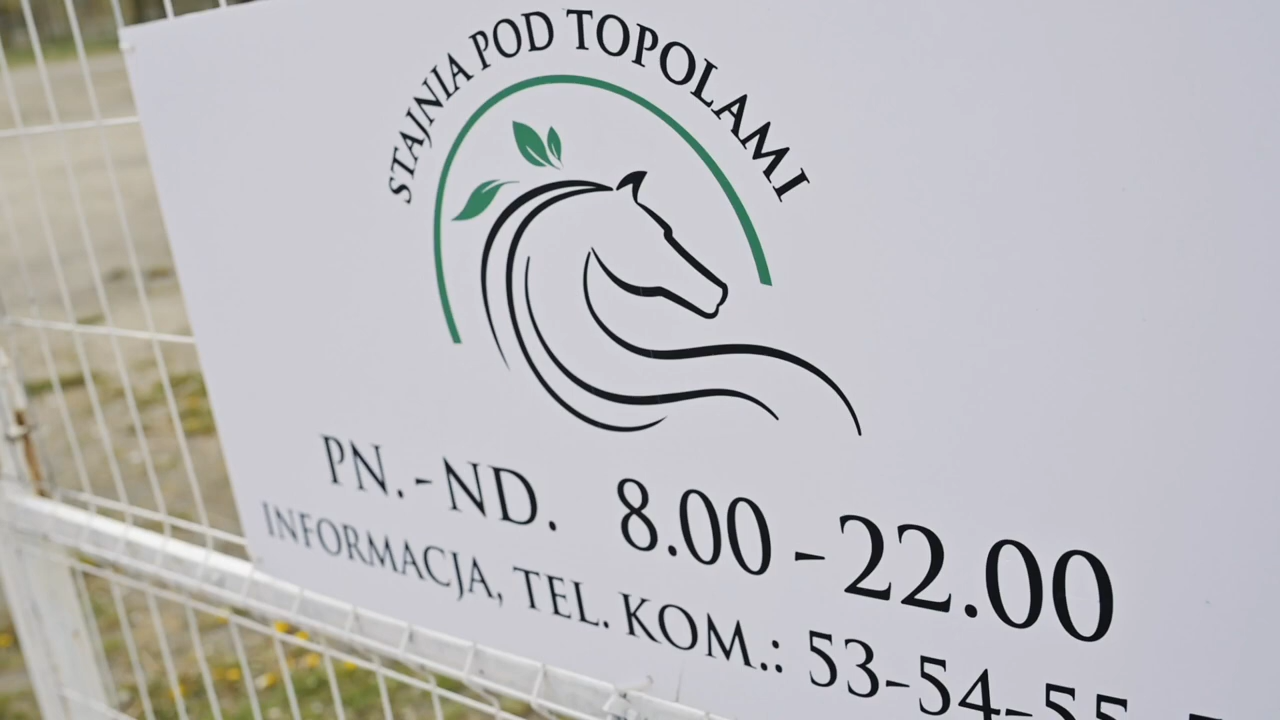 STAJNIA POD TOPOLAMI
PN.-ND. 8.00-22.00
INFORMACJA, TEL. KOM.: 53-54-55